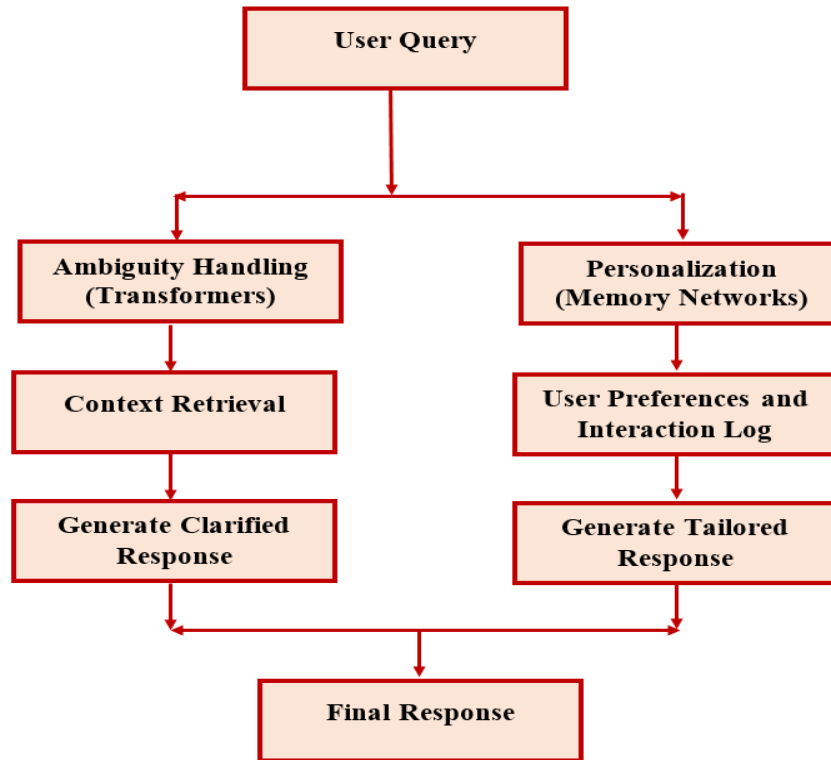 User Query
Ambiguity Handling
(Transformers)
Personalization
(Memory Networks)
Context Retrieval
User Preferences and
Interaction Log
Generate Clarified
Response
Generate Tailored
Response
Final Response